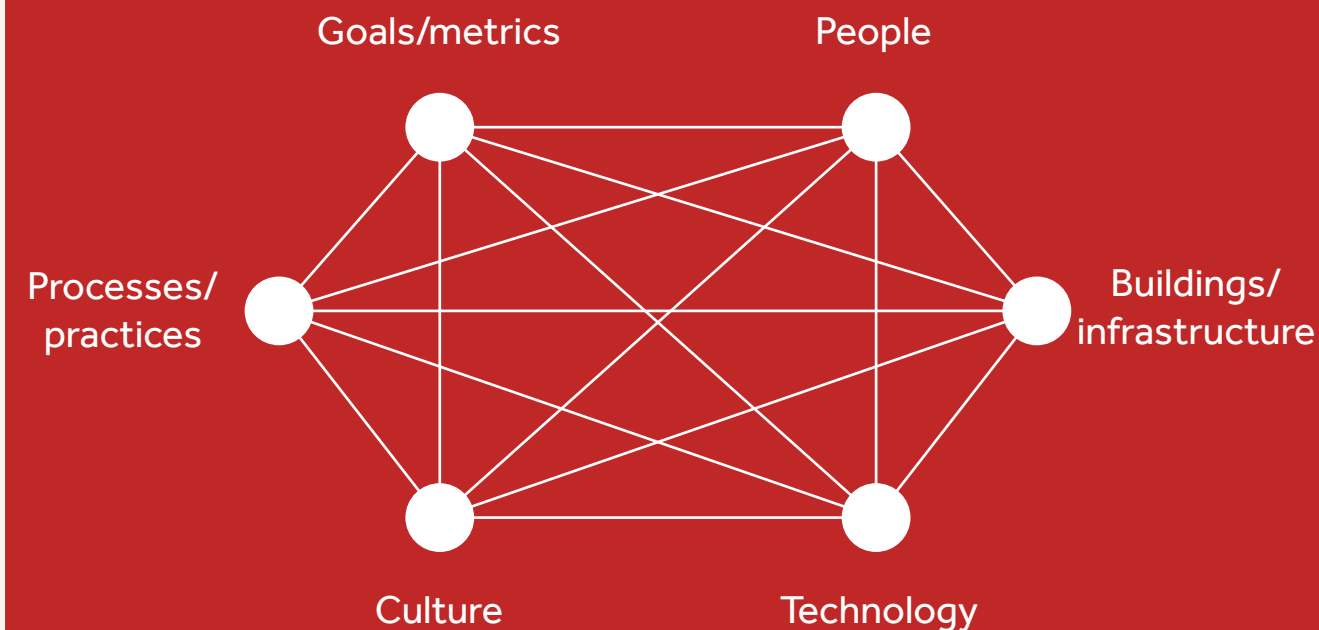 Goals/metrics
People
Processes/
practices
Buildings/
infrastructure
Culture
Technology